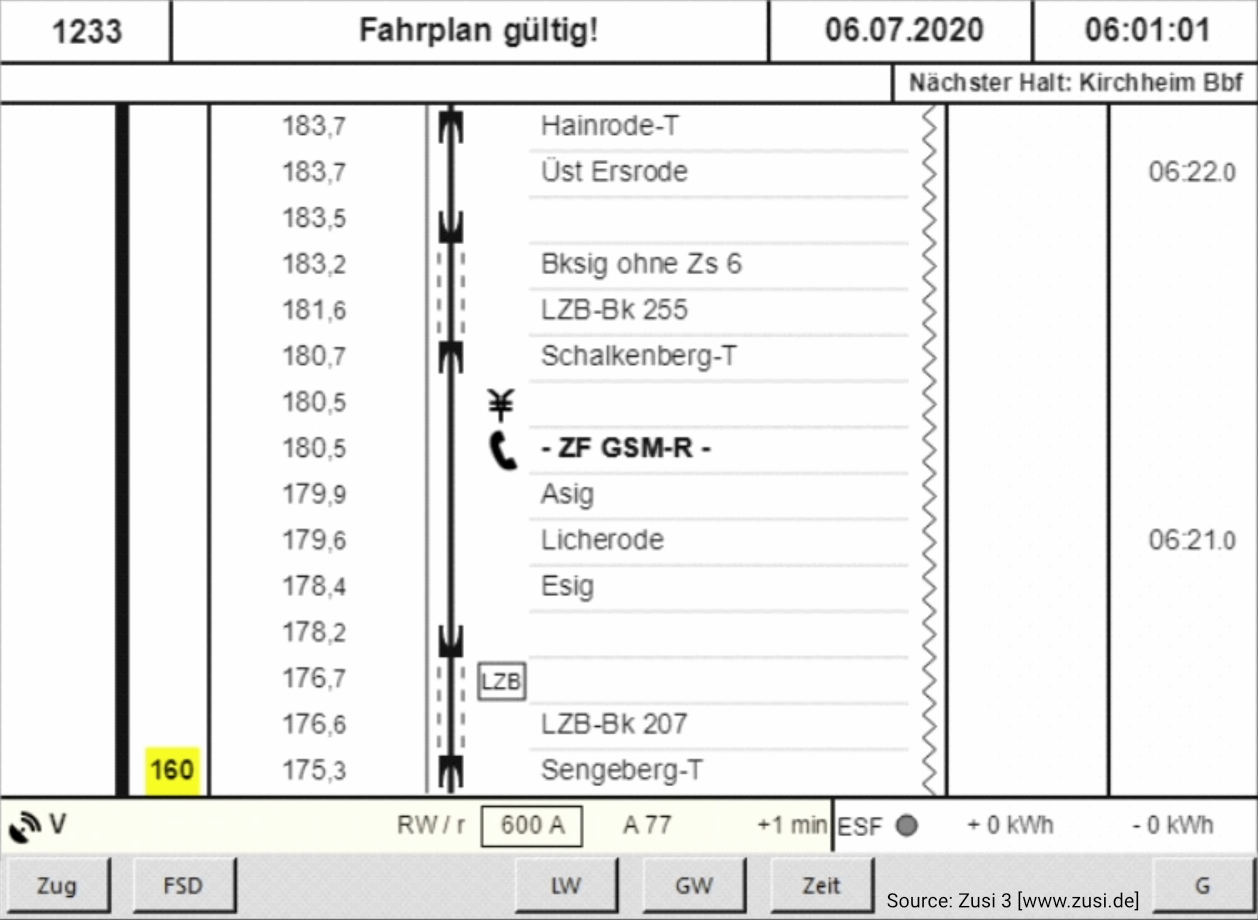 1233 Fahrplan gültig! 06.07.2020 06:01:01
Nächster Halt: Kirchheim Bbf
183,7 Hainrode-T
183,7 Üst Ersrode 06:22.0
183,5
183,2 Bksig ohne Zs 6
181,6 LZB-Bk 255
180,7 Schalkenberg-T
180,5 ¥
180,5 - ZF GSM-R -
179,9 Asig
179,6 Licherode 06:21.0
178,4 Esig
178,2
176,7 LZB
176,6 LZB-Bk 207
160 175,3 Sengeberg-T
V RW / r 600 A A 77 +1 min ESF + 0 kWh - 0 kWh
Zug FSD LW GW Zeit G
Source: Zusi 3 [www.zusi.de]